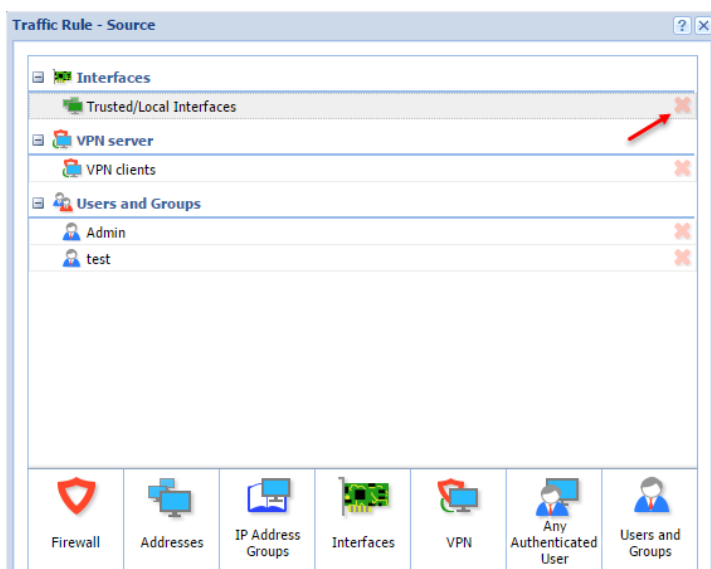 Traffic Rule - Source
Interfaces
Trusted/Local Interfaces
VPN server
VPN clients
Users and Groups
Admin
test
Firewall
Addresses
IP Address
Groups
Interfaces
VPN
Any
Authenticated
User
Users and
Groups